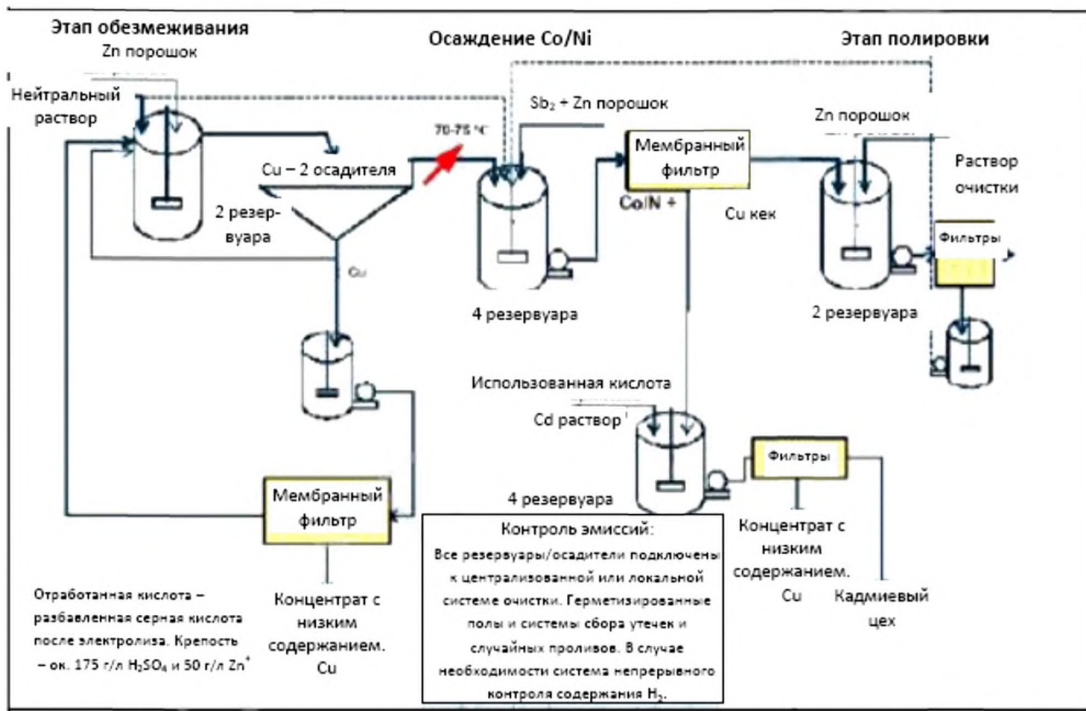 Этап обезмеживания
Осаждение Co/Ni
Этап полировки
Zn порошок
Нейтральный
раствор
Sb₂ + Zn порошок
Zn порошок
70-75 °C
Мембранный
фильтр
Раствор
очистки
Cu – 2 осадителя
2 резер-
вуара
Co/N +
Cu кек
Фильтры
Cu
4 резервуара
2 резервуара
Использованная кислота
Cd раствор
Фильтры
4 резервуара
Мембранный
фильтр
Контроль эмиссий:
Все резервуары/осадители подключены
к централизованной или локальной
системе очистки. Герметизированные
полы и системы сбора утечек и
случайных проливов. В случае
необходимости система непрерывного
контроля содержания H₂.
Концентрат с
низким
содержанием.
Cu
Кадмиевый
цех
Отработанная кислота –
разбавленная серная кислота
после электролиза. Крепость
– ок. 175 г/л H₂SO₄ и 50 г/л Zn⁺
Концентрат с
низким
содержанием.
Cu